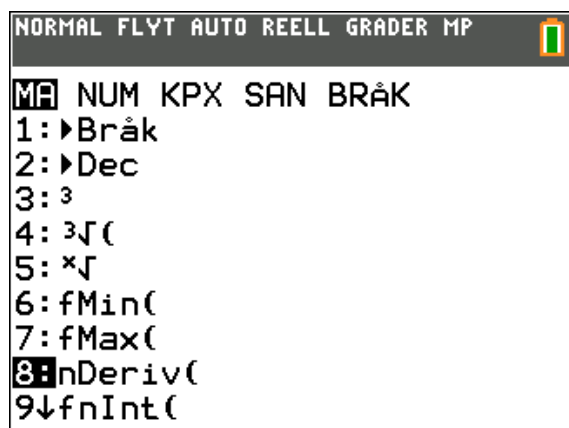 NORMAL FLYT AUTO REELL GRADER MP
MA NUM KPX SAN BRÅK
1:▶Bråk
2:▶Dec
3:³
4:³√(
5:ˣ√
6:fMin(
7:fMax(
8:nDeriv(
9↓fnInt(